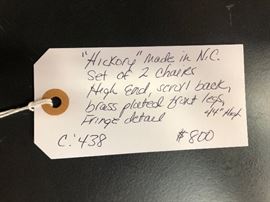 "Hickory" made in N.C.
Set of 2 chairs
High End, scroll back,
brass plated front legs,
44" High
Fringe detail
C.'438 $800